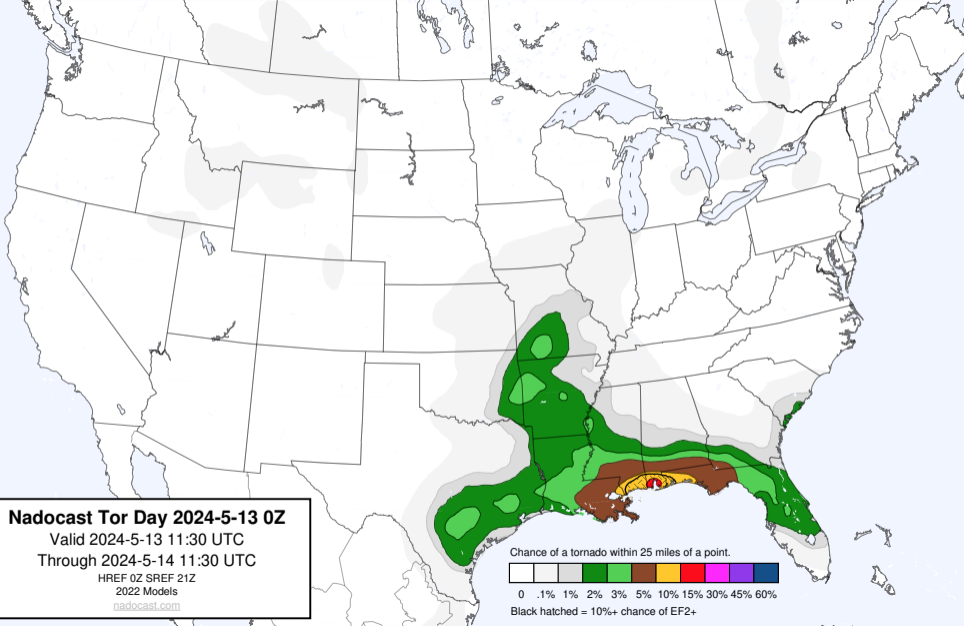 Nadocast Tor Day 2024-5-13 0Z
Valid 2024-5-13 11:30 UTC
Through 2024-5-14 11:30 UTC
HREF 0Z SREF 21Z
2022 Models
nadocast.com
Chance of a tornado within 25 miles of a point.
0 .1% 1% 2% 3% 5% 10% 15% 30% 45% 60%
Black hatched = 10%+ chance of EF2+